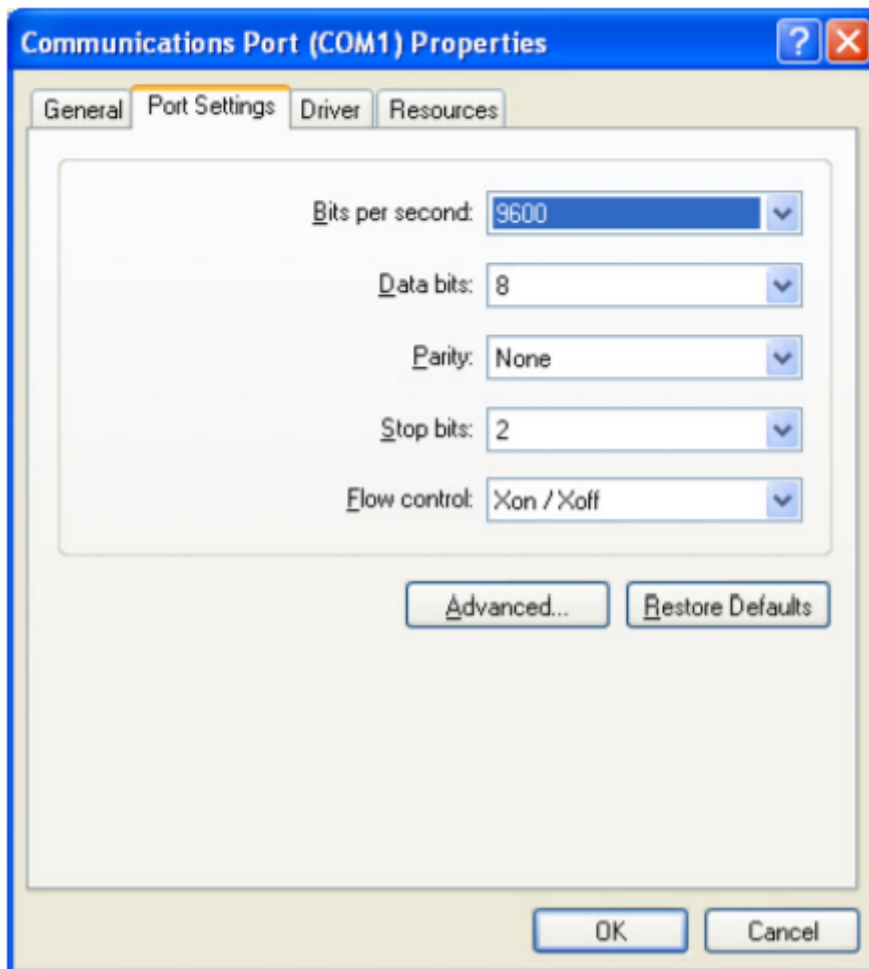 Communications Port (COM1) Properties
General Port Settings Driver Resources
Bits per second: 9600
Data bits: 8
Parity: None
Stop bits: 2
Flow control: Xon / Xoff
Advanced... Restore Defaults
OK Cancel